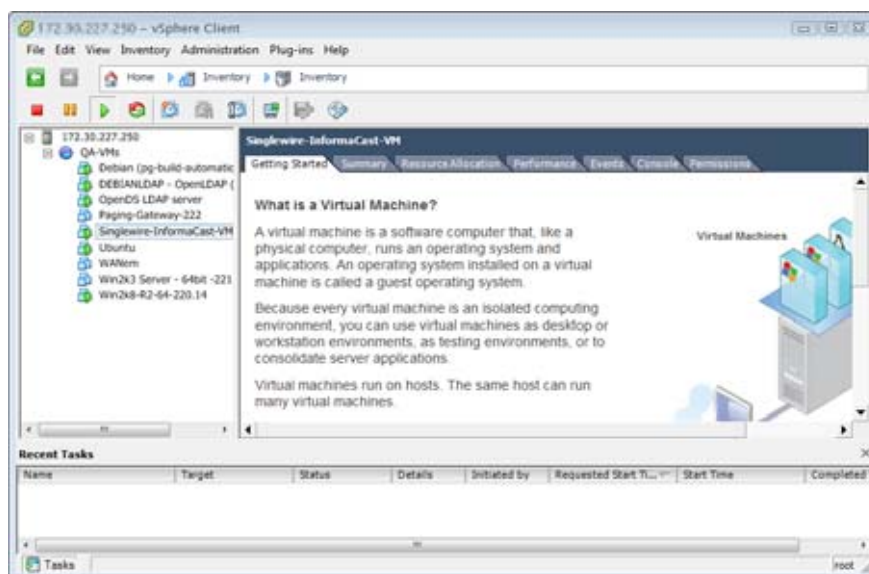 172.30.227.250 – vSphere Client
File Edit View Inventory Administration Plug-ins Help
Home Inventory Inventory
172.30.227.250
QA-VMs
Debian (pg-build-automatic
DEBIANLDAP - OpenLDAP (
OpenDS LDAP server
Paging-Gateway-222
Singlewire-InformaCast-VM
Ubuntu
WANem
Win2k3 Server - 64bit -221
Win2k8-R2-64-220.14
Singlewire-InformaCast-VM
Getting Started Summary Resource Allocation Performance Events Console Permissions
What is a Virtual Machine?
A virtual machine is a software computer that, like a
physical computer, runs an operating system and
applications. An operating system installed on a virtual
machine is called a guest operating system.
Because every virtual machine is an isolated computing
environment, you can use virtual machines as desktop or
workstation environments, as testing environments, or to
consolidate server applications.
Virtual machines run on hosts. The same host can run
many virtual machines.
Virtual Machines
Recent Tasks
Name Target Status Details Initiated by Requested Start Ti... Start Time Completed
Tasks root